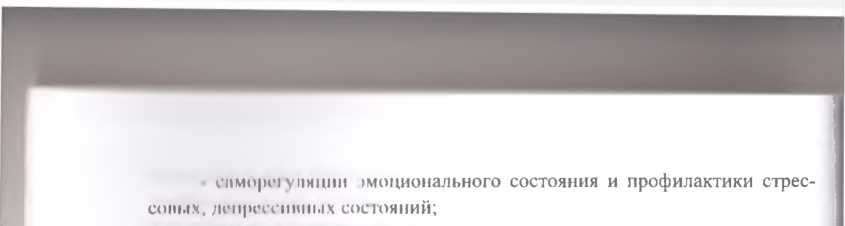 - саморегуляции эмоционального состояния и профилактики стрес-
совых, депрессивных состояний;